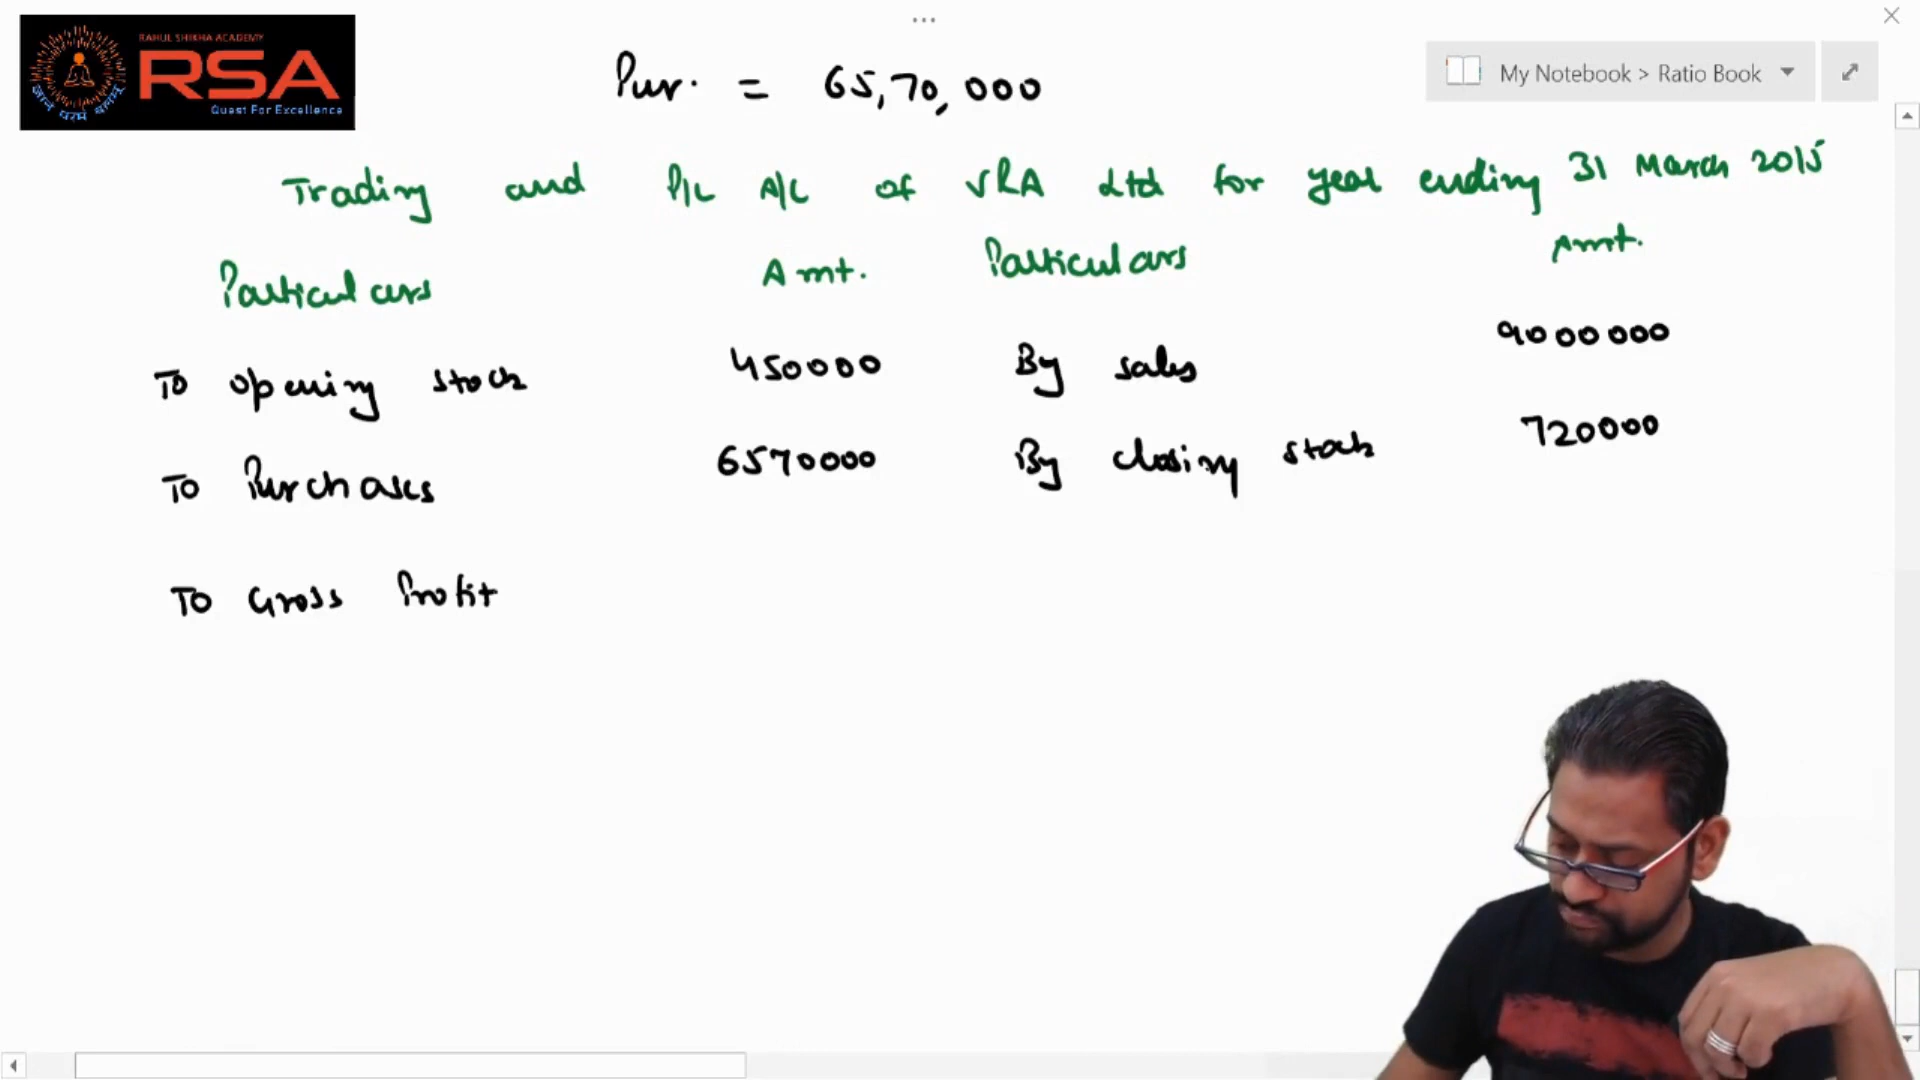 RAHUL SHIKHA ACADEMY
RSA
Quest For Excellence
...
My Notebook > Ratio Book
Pur. = 65,70,000
Trading and P/L A/C of VRA Ltd for year ending 31 March 2015
Particulars Amt. Particulars Amt.
To opening stock 450000 By sales 9000000
To Purchases 6570000 By closing stock 720000
To Gross Profit